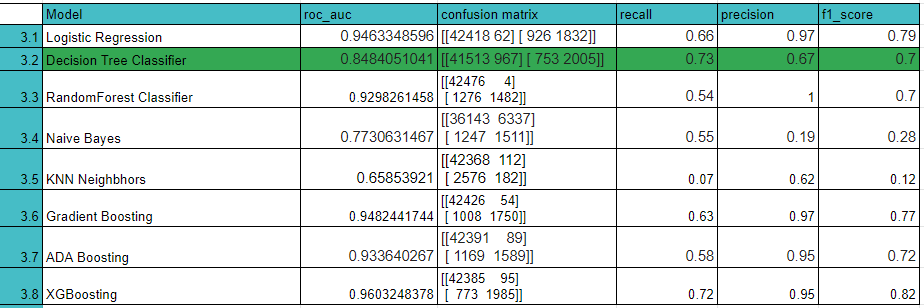 Model roc_auc confusion matrix recall precision f1_score
3.1 Logistic Regression 0.9463348596 [[42418 62] [ 926 1832]] 0.66 0.97 0.79
3.2 Decision Tree Classifier 0.8484051041 [[41513 967] [ 753 2005]] 0.73 0.67 0.7
3.3 RandomForest Classifier 0.9298261458 [[42476 4]
[ 1276 1482]] 0.54 1 0.7
3.4 Naive Bayes 0.7730631467 [[36143 6337]
[ 1247 1511]] 0.55 0.19 0.28
3.5 KNN Neighbhors 0.65853921 [[42368 112]
[ 2576 182]] 0.07 0.62 0.12
3.6 Gradient Boosting 0.9482441744 [[42426 54]
[ 1008 1750]] 0.63 0.97 0.77
3.7 ADA Boosting 0.933640267 [[42391 89]
[ 1169 1589]] 0.58 0.95 0.72
3.8 XGBoosting 0.9603248378 [[42385 95]
[ 773 1985]] 0.72 0.95 0.82